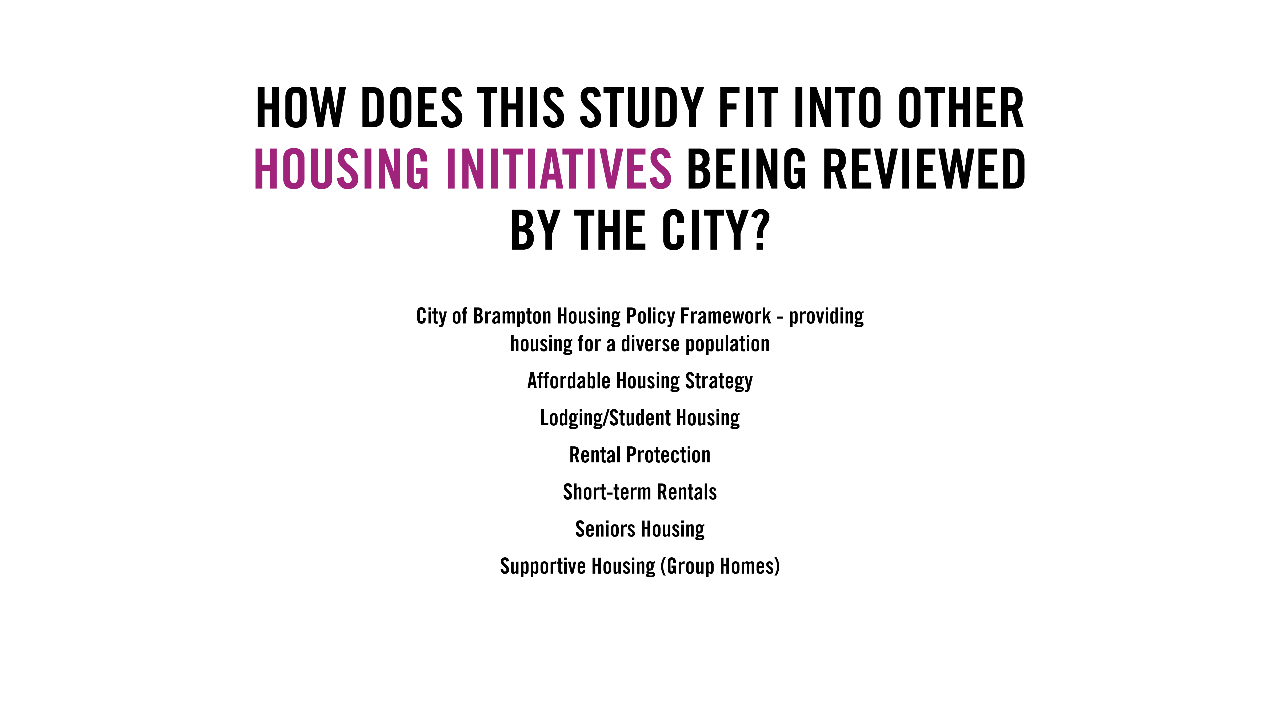 HOW DOES THIS STUDY FIT INTO OTHER
HOUSING INITIATIVES BEING REVIEWED
BY THE CITY?
City of Brampton Housing Policy Framework - providing
housing for a diverse population
Affordable Housing Strategy
Lodging/Student Housing
Rental Protection
Short-term Rentals
Seniors Housing
Supportive Housing (Group Homes)